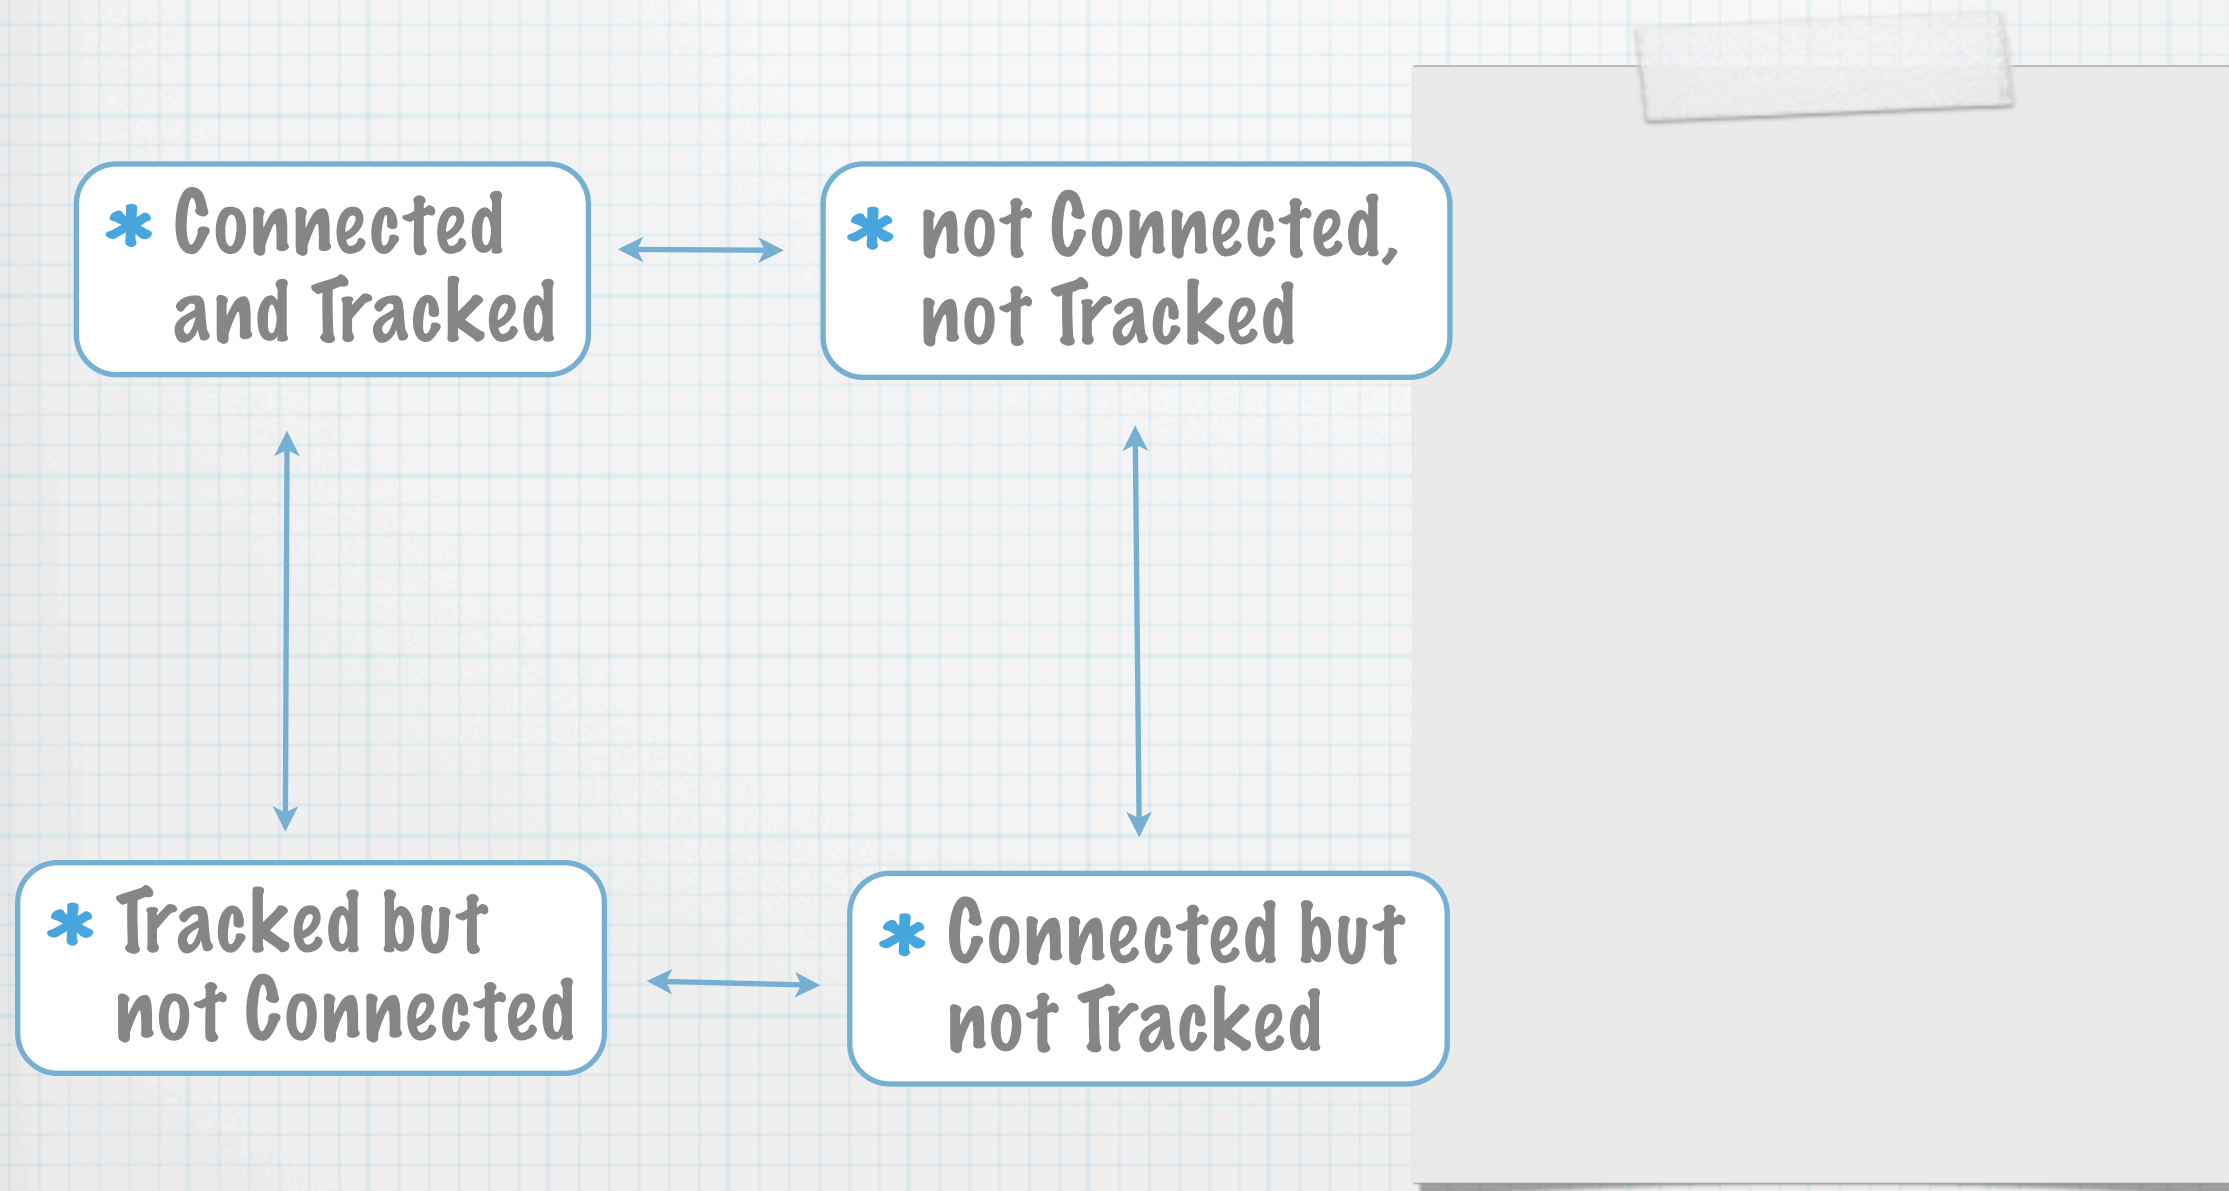 * Connected
and Tracked
* not Connected,
not Tracked
* Tracked but
not Connected
* Connected but
not Tracked